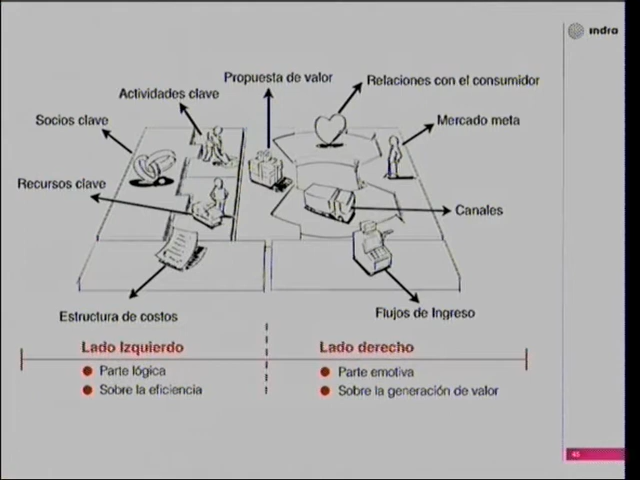 indra
Propuesta de valor
Relaciones con el consumidor
Actividades clave
Socios clave
Mercado meta
Recursos clave
Canales
Estructura de costos
Flujos de Ingreso
Lado Izquierdo
Lado derecho
Parte lógica
Parte emotiva
Sobre la eficiencia
Sobre la generación de valor